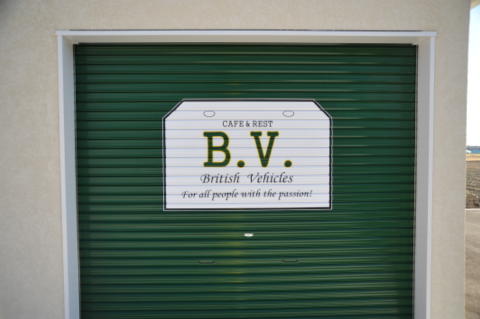 CAFE & REST
B.V.
British Vehicles
For all people with the passion!